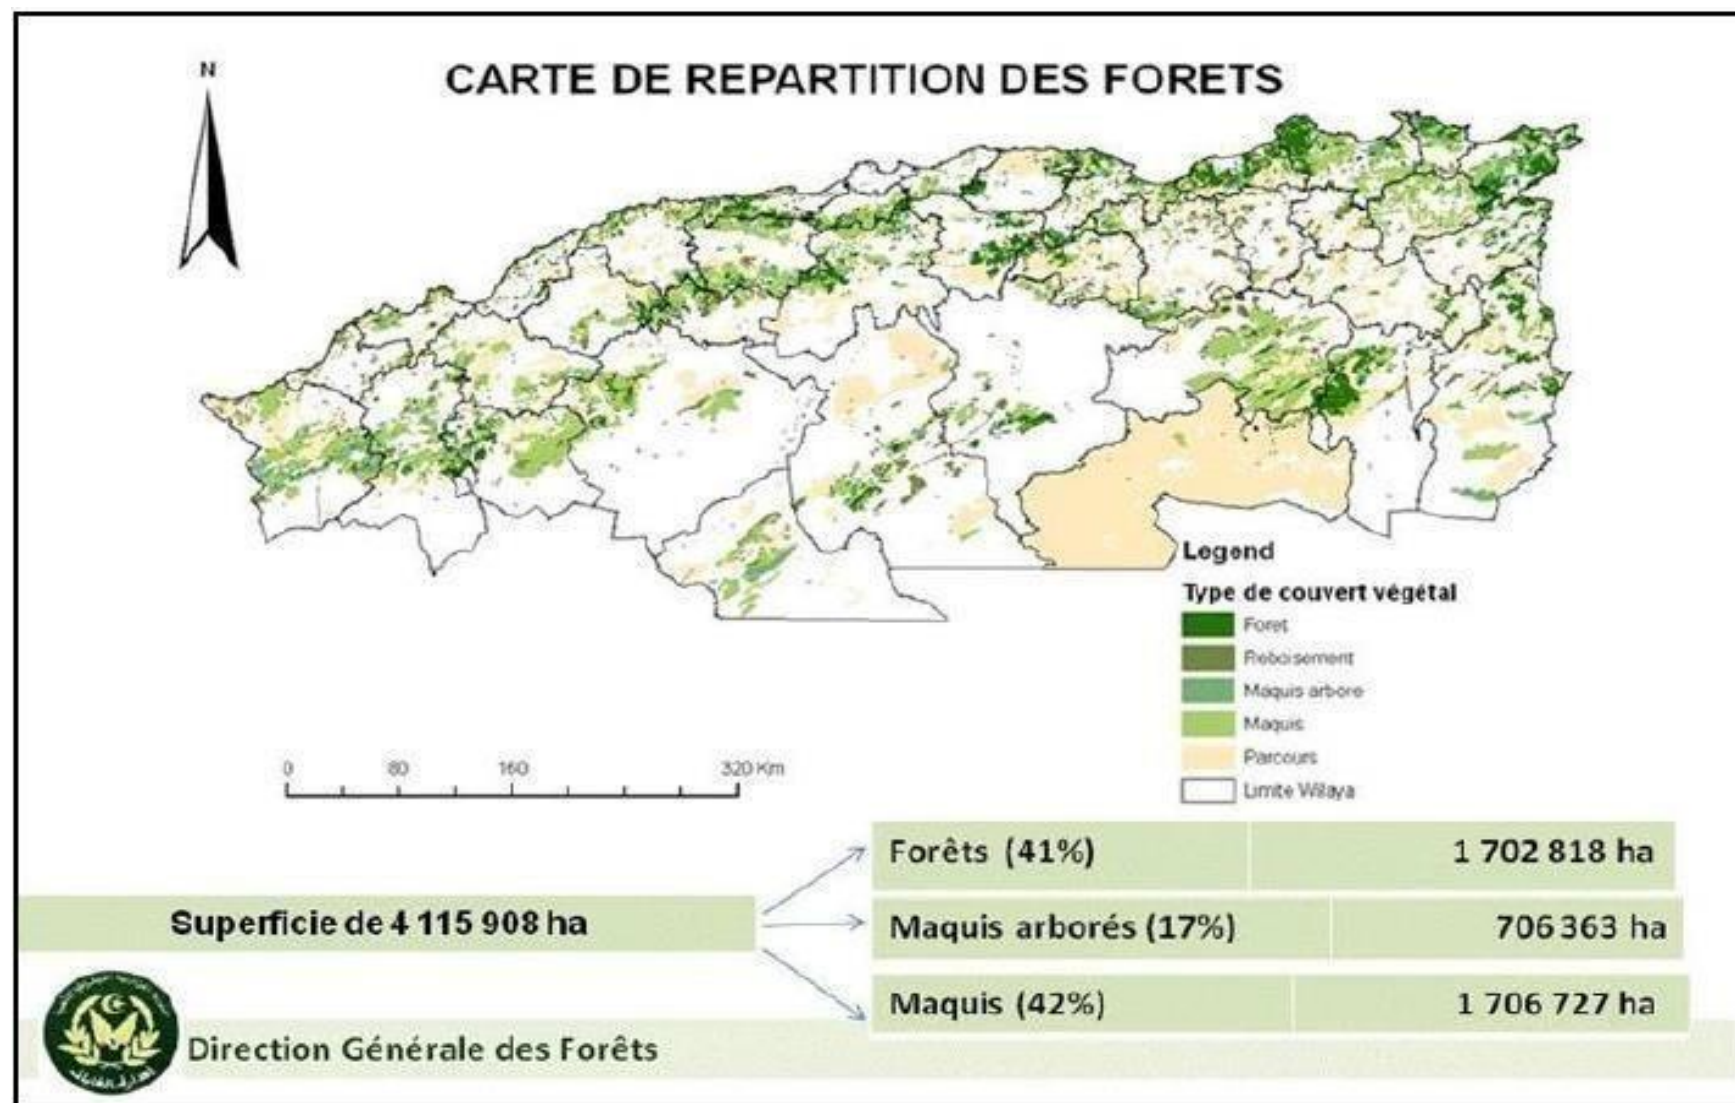 N
CARTE DE REPARTITION DES FORETS
Legend
Type de couvert végétal
Foret
Reboisement
Maquis arbore
Maquis
Parcours
Limite Wilaya
0 80 160 320 Km
Forêts (41%) 1 702 818 ha
Superficie de 4 115 908 ha
Maquis arborés (17%) 706 363 ha
Maquis (42%) 1 706 727 ha
Direction Générale des Forêts